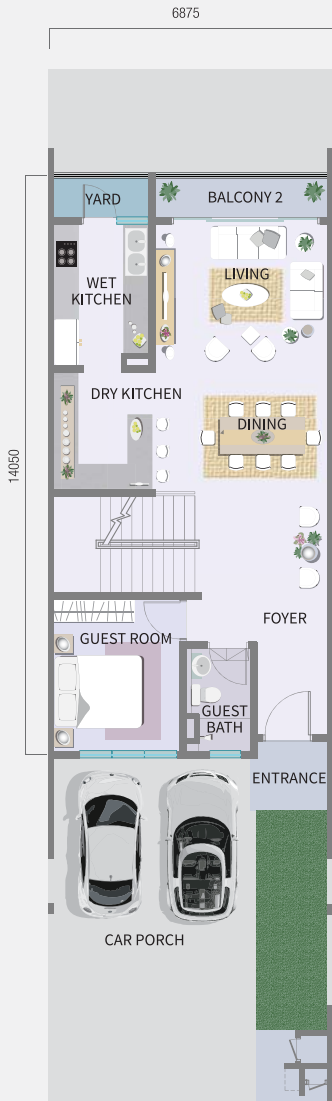 6875
YARD
BALCONY 2
LIVING
WET
KITCHEN
DRY KITCHEN
DINING
14050
FOYER
GUEST ROOM
GUEST
BATH
ENTRANCE
CAR PORCH